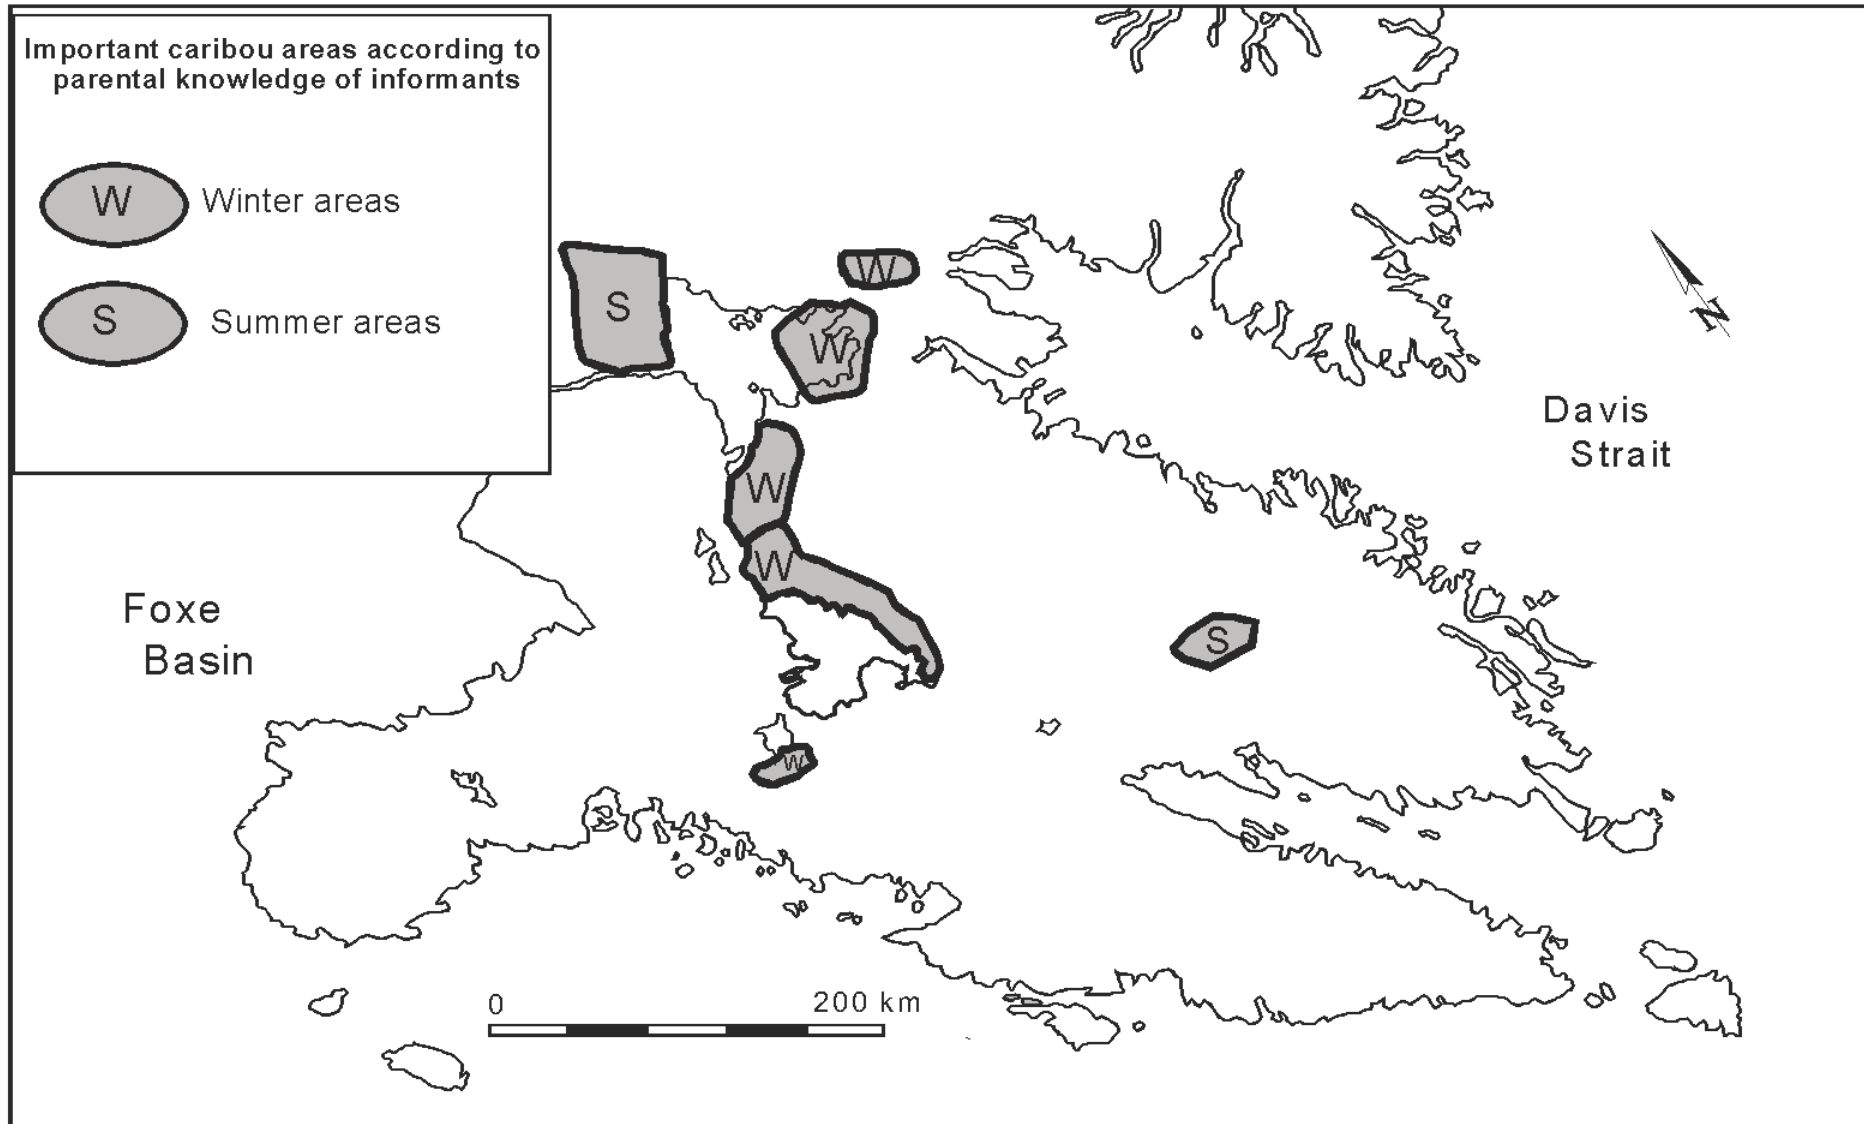 Important caribou areas according to
parental knowledge of informants
W Winter areas
S Summer areas
W
S
W
W
W
S
W
Davis
Strait
N
Foxe
Basin
0 200 km